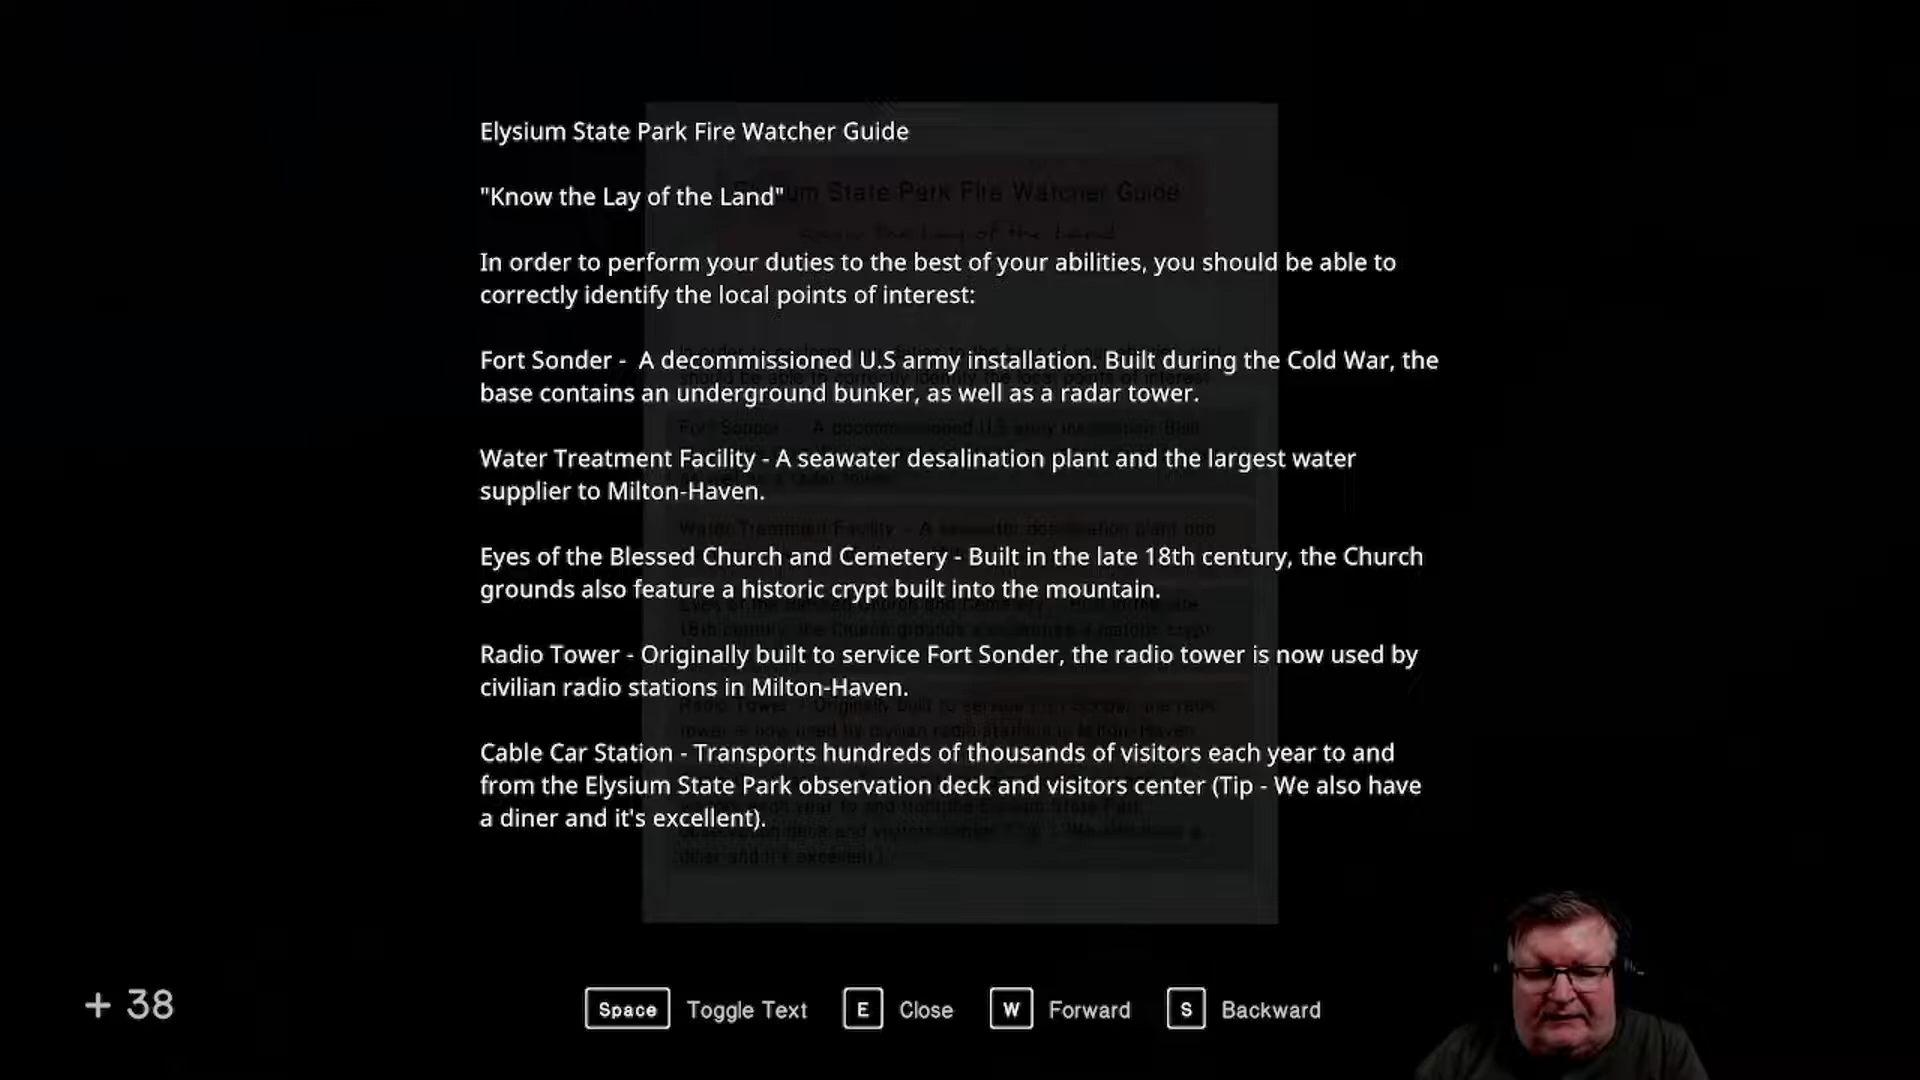 Elysium State Park Fire Watcher Guide
"Know the Lay of the Land"
In order to perform your duties to the best of your abilities, you should be able to
correctly identify the local points of interest:
Fort Sonder -  A decommissioned U.S army installation. Built during the Cold War, the
base contains an underground bunker, as well as a radar tower.
Water Treatment Facility - A seawater desalination plant and the largest water
supplier to Milton-Haven.
Eyes of the Blessed Church and Cemetery - Built in the late 18th century, the Church
grounds also feature a historic crypt built into the mountain.
Radio Tower - Originally built to service Fort Sonder, the radio tower is now used by
civilian radio stations in Milton-Haven.
Cable Car Station - Transports hundreds of thousands of visitors each year to and
from the Elysium State Park observation deck and visitors center (Tip - We also have
a diner and it's excellent).
+ 38
Space Toggle Text E Close W Forward S Backward